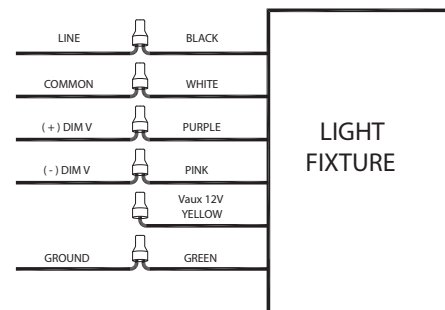 LINE BLACK
COMMON WHITE
( + ) DIM V PURPLE
( - ) DIM V PINK
Vaux 12V
YELLOW
GROUND GREEN
LIGHT
FIXTURE